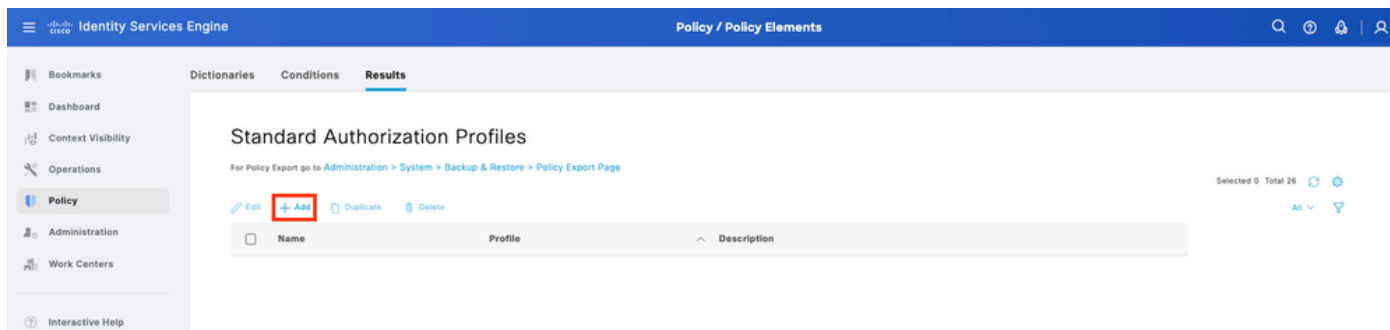 cisco Identity Services Engine
Policy / Policy Elements
Bookmarks
Dashboard
Context Visibility
Operations
Policy
Administration
Work Centers
Interactive Help
Dictionaries Conditions Results
Standard Authorization Profiles
For Policy Export go to Administration > System > Backup & Restore > Policy Export Page
Selected 0 Total 26
Edit + Add Duplicate Delete
All
Name Profile Description